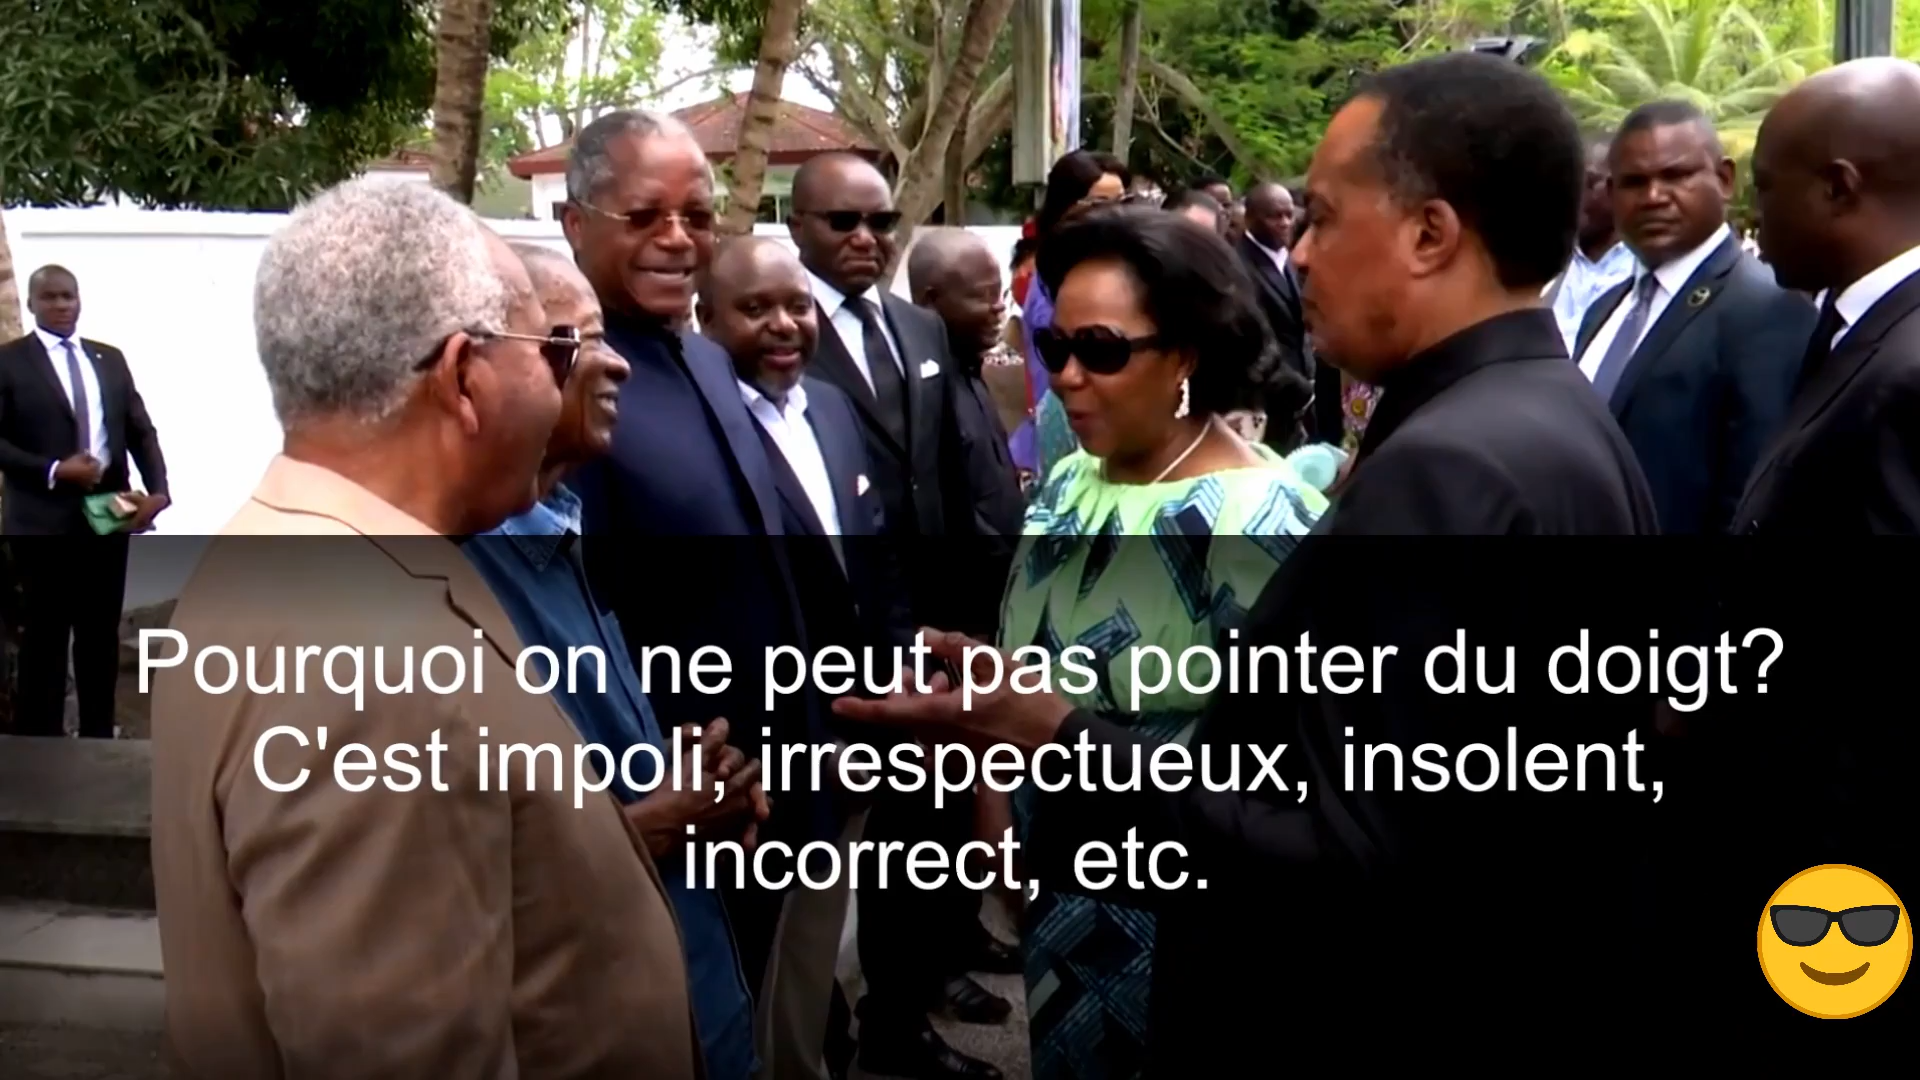 Pourquoi on ne peut pas pointer du doigt?
C'est impoli, irrespectueux, insolent,
incorrect, etc.